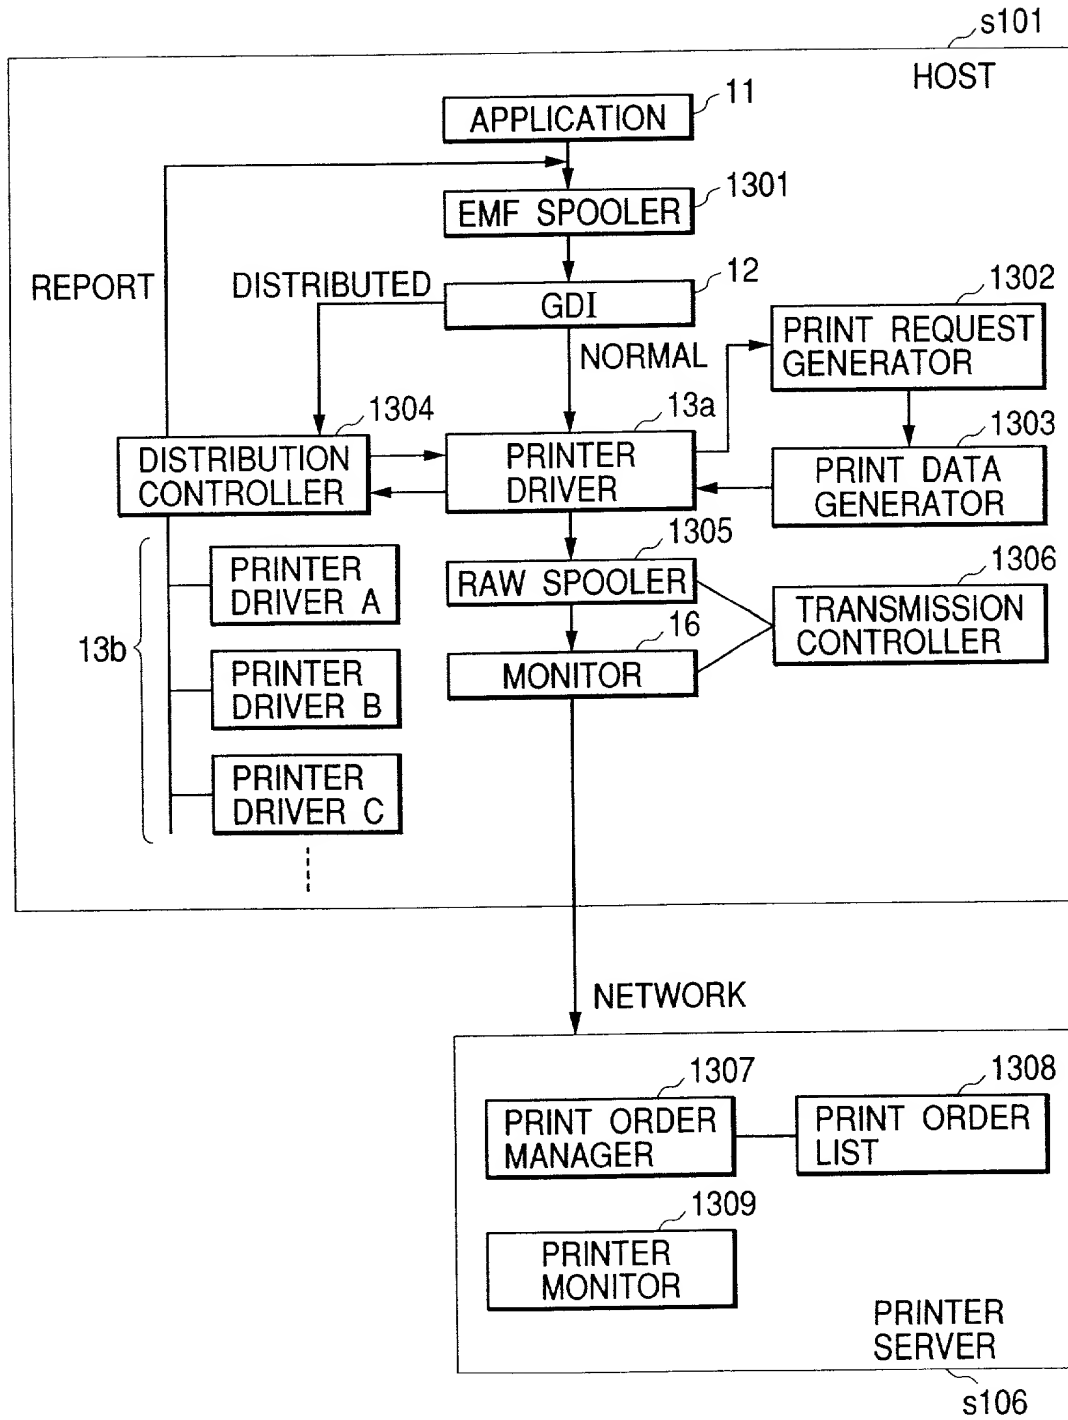 s101
HOST
11
APPLICATION
1301
EMF SPOOLER
REPORT
DISTRIBUTED
12
GDI
1302
PRINT REQUEST
GENERATOR
NORMAL
1304
DISTRIBUTION
CONTROLLER
13a
PRINTER
DRIVER
1303
PRINT DATA
GENERATOR
1305
RAW SPOOLER
1306
TRANSMISSION
CONTROLLER
16
MONITOR
13b
PRINTER
DRIVER A
PRINTER
DRIVER B
PRINTER
DRIVER C
NETWORK
1307
PRINT ORDER
MANAGER
1308
PRINT ORDER
LIST
1309
PRINTER
MONITOR
PRINTER
SERVER
s106